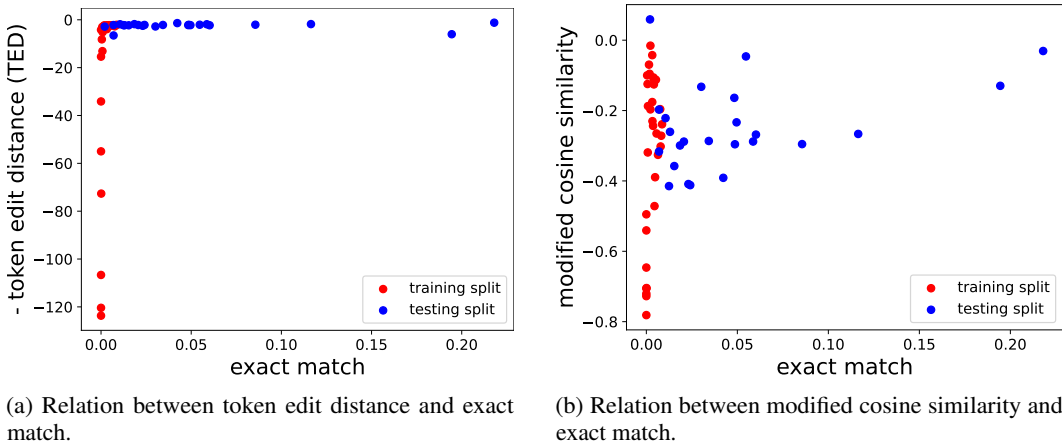 0
−20
−40
−60
−80
−100
−120
- token edit distance (TED)
0.00 0.05 0.10 0.15 0.20
exact match
training split
testing split
(a) Relation between token edit distance and exact
match.
0.0
−0.2
−0.4
−0.6
−0.8
modified cosine similarity
0.00 0.05 0.10 0.15 0.20
exact match
training split
testing split
(b) Relation between modified cosine similarity and
exact match.